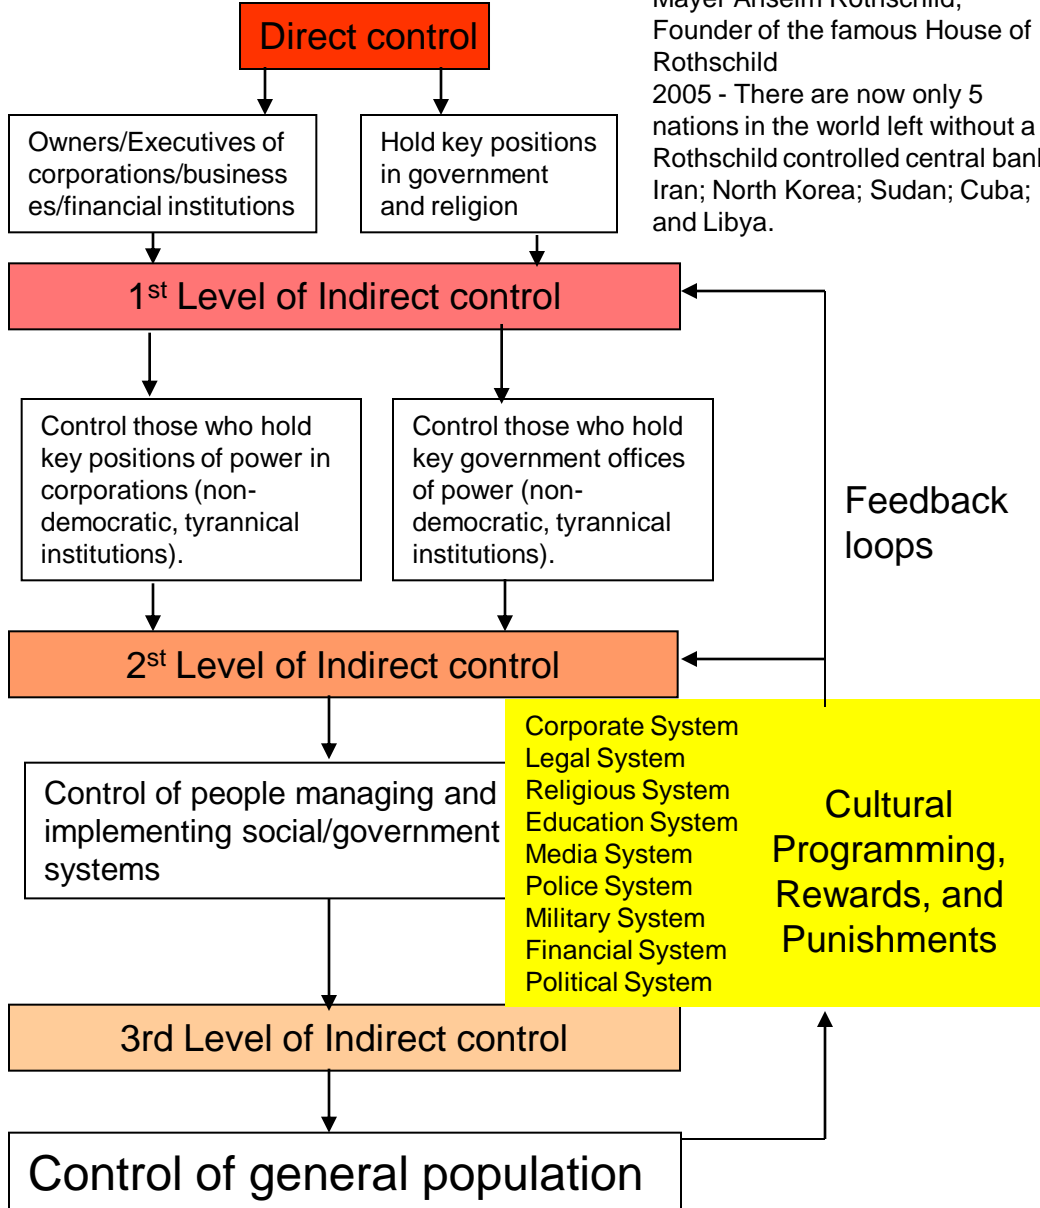 Direct control
Mayer Anselm Rothschild,
Founder of the famous House of
Rothschild
2005 - There are now only 5
nations in the world left without a
Rothschild controlled central bank
Iran; North Korea; Sudan; Cuba;
and Libya.
Owners/Executives of
corporations/business
es/financial institutions
Hold key positions
in government
and religion
1st Level of Indirect control
Control those who hold
key positions of power in
corporations (non-
democratic, tyrannical
institutions).
Control those who hold
key government offices
of power (non-
democratic, tyrannical
institutions).
Feedback
loops
2st Level of Indirect control
Control of people managing and
implementing social/government
systems
Corporate System
Legal System
Religious System
Education System
Media System
Police System
Military System
Financial System
Political System
Cultural
Programming,
Rewards, and
Punishments
3rd Level of Indirect control
Control of general population